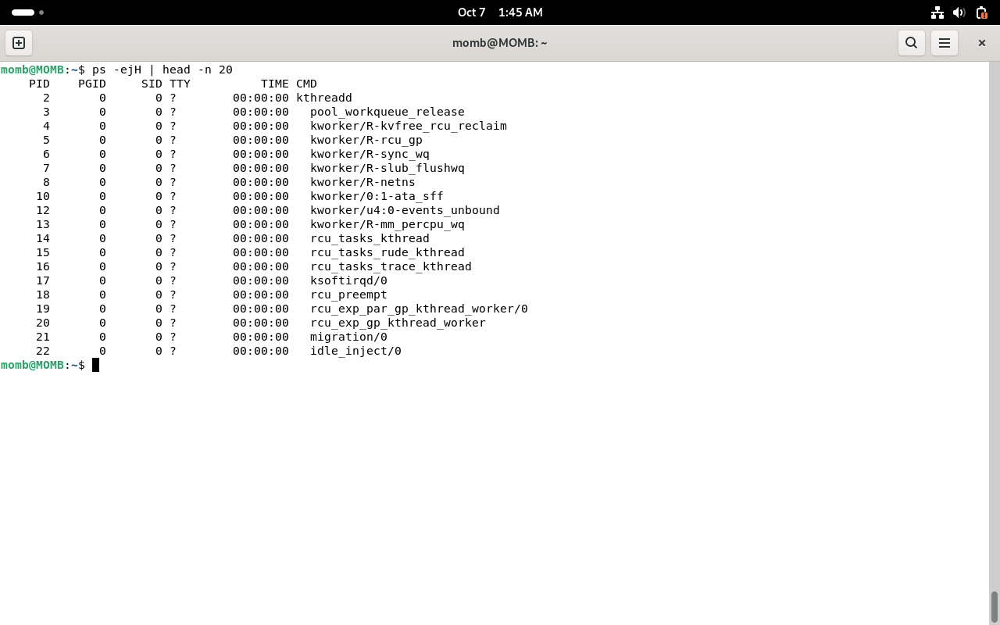 Oct 7 1:45 AM
momb@MOMB: ~
momb@MOMB:~$ ps -ejH | head -n 20
    PID    PGID     SID TTY          TIME CMD
      2       0       0 ?        00:00:00 kthreadd
      3       0       0 ?        00:00:00   pool_workqueue_release
      4       0       0 ?        00:00:00   kworker/R-kvfree_rcu_reclaim
      5       0       0 ?        00:00:00   kworker/R-rcu_gp
      6       0       0 ?        00:00:00   kworker/R-sync_wq
      7       0       0 ?        00:00:00   kworker/R-slub_flushwq
      8       0       0 ?        00:00:00   kworker/R-netns
     10       0       0 ?        00:00:00   kworker/0:1-ata_sff
     12       0       0 ?        00:00:00   kworker/u4:0-events_unbound
     13       0       0 ?        00:00:00   kworker/R-mm_percpu_wq
     14       0       0 ?        00:00:00   rcu_tasks_kthread
     15       0       0 ?        00:00:00   rcu_tasks_rude_kthread
     16       0       0 ?        00:00:00   rcu_tasks_trace_kthread
     17       0       0 ?        00:00:00   ksoftirqd/0
     18       0       0 ?        00:00:00   rcu_preempt
     19       0       0 ?        00:00:00   rcu_exp_par_gp_kthread_worker/0
     20       0       0 ?        00:00:00   rcu_exp_gp_kthread_worker
     21       0       0 ?        00:00:00   migration/0
     22       0       0 ?        00:00:00   idle_inject/0
momb@MOMB:~$